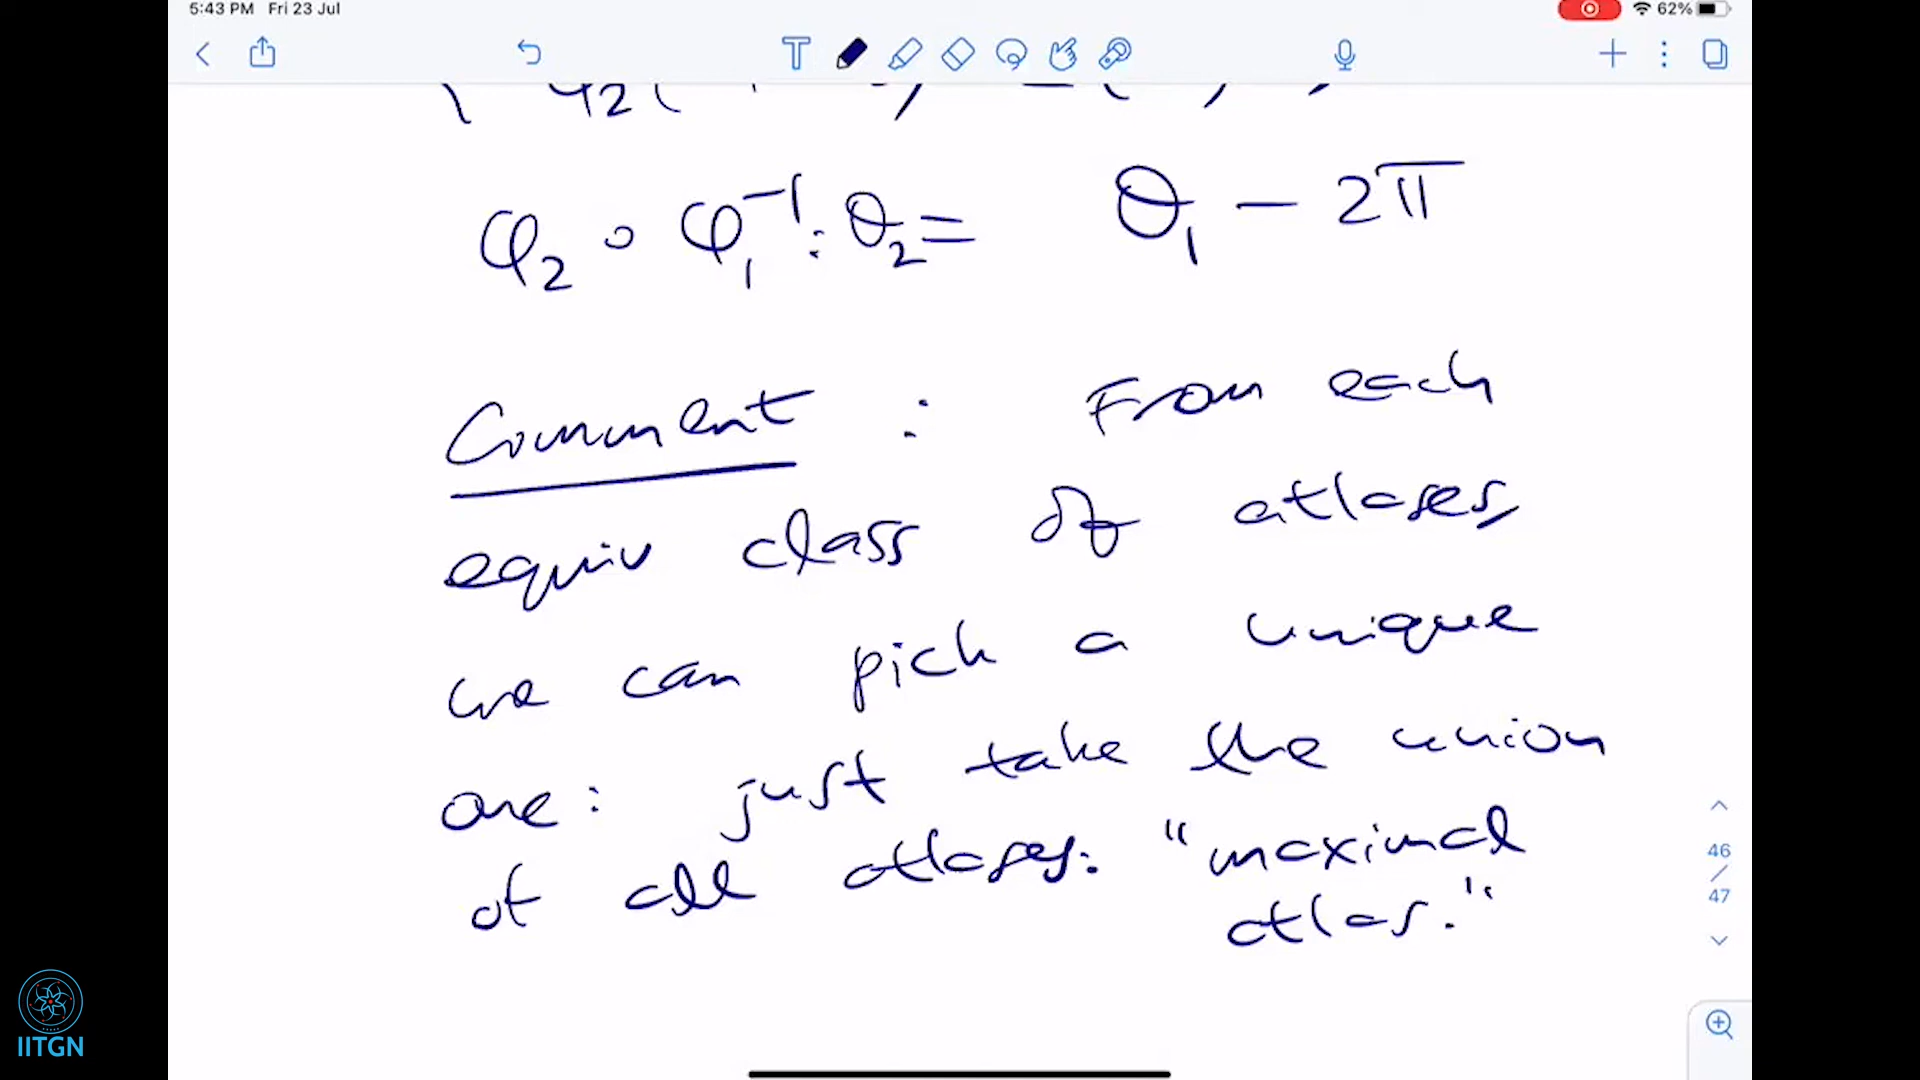 5:43 PM Fri 23 Jul
62%
T
φ₂(
φ₂ ∘ φ₁⁻¹ : θ₂ = θ₁ − 2π
Comment : From each
equiv class of atlases,
we can pick a unique
one: just take the union
of all atlases. "maximal
atlas."
46
47
IITGN